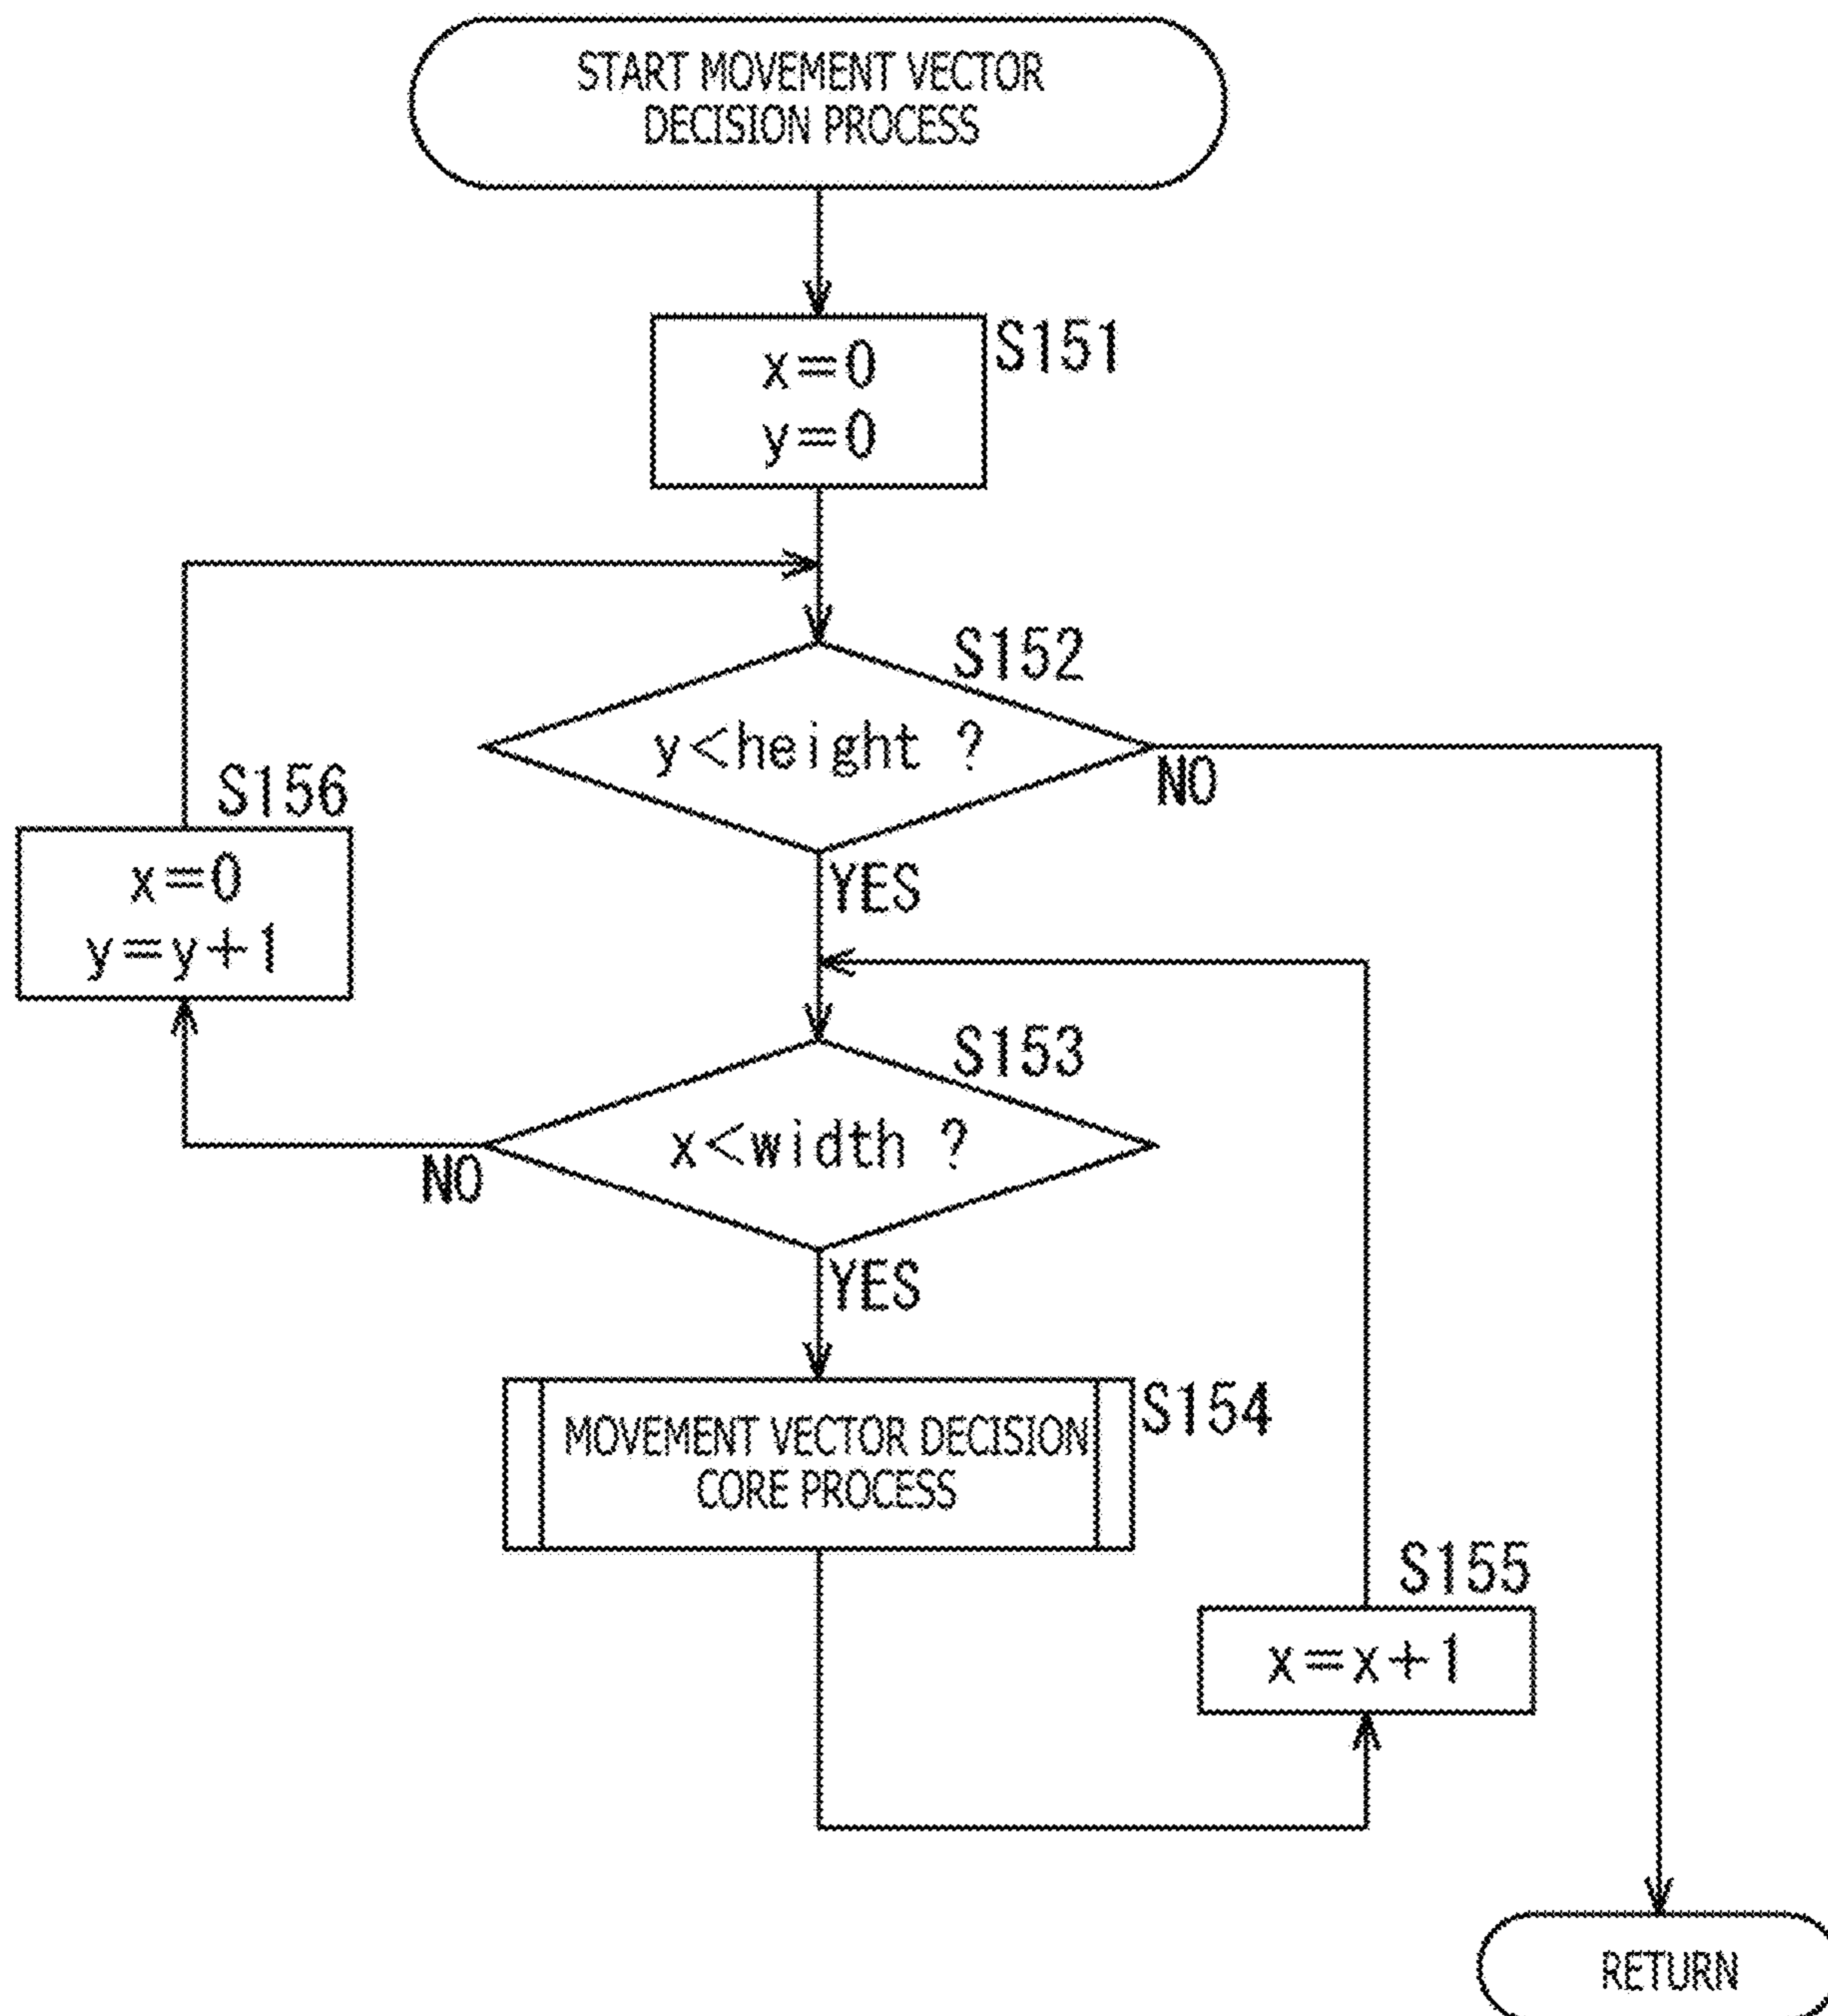 START MOVEMENT VECTOR
DECISION PROCESS
S151
x=0
y=0
S152
y<height ?
NO
YES
S156
x=0
y=y+1
S153
x<width ?
NO
YES
S154
MOVEMENT VECTOR DECISION
CORE PROCESS
S155
x=x+1
RETURN